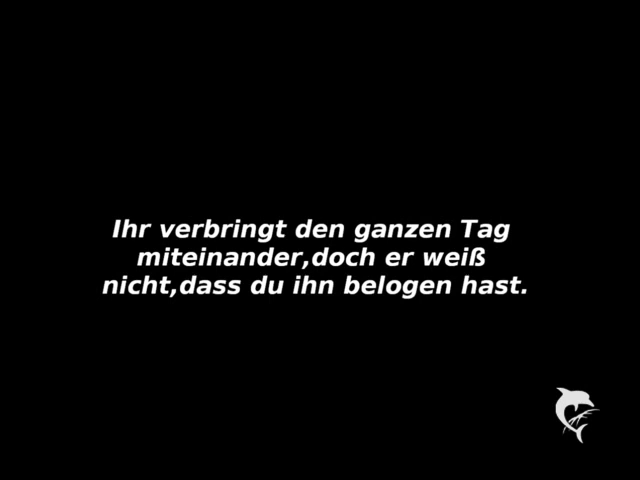 Ihr verbringt den ganzen Tag
miteinander,doch er weiß
nicht,dass du ihn belogen hast.